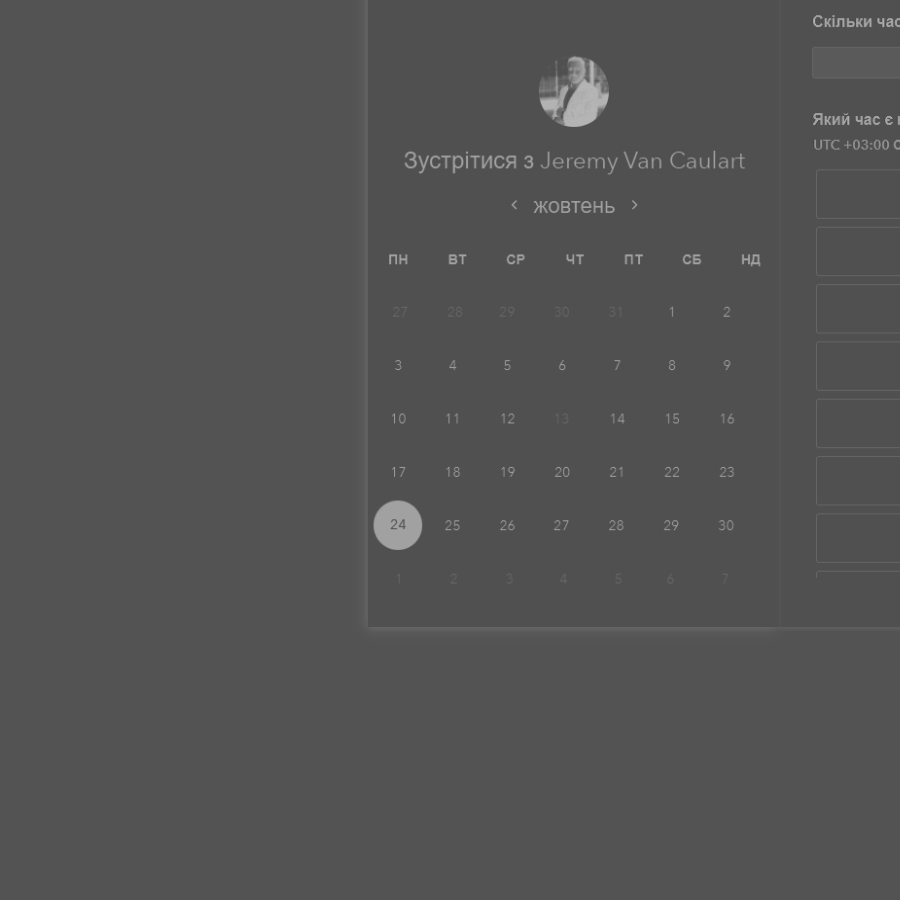 Скільки
Зустрітися з Jeremy Van Caulart
жовтень
ПН ВТ СР ЧТ ПТ СБ НД
27 28 29 30 31 1 2
3 4 5 6 7 8 9
10 11 12 13 14 15 16
17 18 19 20 21 22 23
24 25 26 27 28 29 30
1 2 3 4 5 6 7
Який час є
UTC +03:00